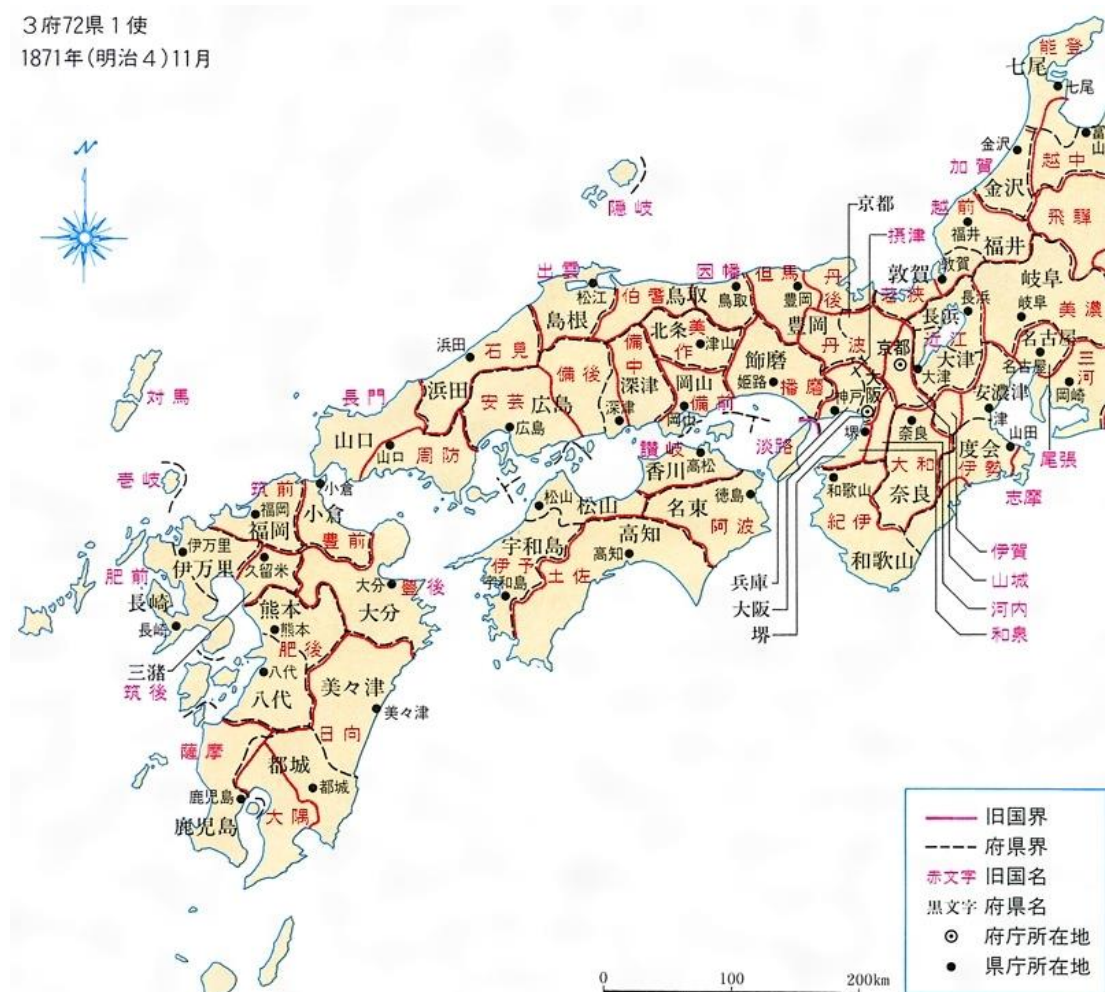 3府72県1使
1871年(明治4)11月
N
能登
七尾
七尾
金沢
富山
加賀
越中
金沢
隠岐
京都
越前
飛騨
摂津
福井
福井
出雲
因幡
但馬
丹後
敦賀
敦賀
岐阜
松江
伯耆
鳥取
鳥取
豊岡
若狭
長浜
長浜
岐阜
美濃
島根
北条
美作
津山
豊岡
丹波
近江
名古屋
名古屋
浜田
石見
備中
飾磨
京都
大津
大津
三河
対馬
長門
浜田
備後
深津
岡山
姫路
播磨
神戸
大阪
安濃津
津
岡崎
安芸
広島
備前
岡山
深津
広島
山口
山口
周防
讃岐
淡路
堺
奈良
度会
山田
尾張
香川
高松
大和
伊勢
壱岐
筑前
小倉
和歌山
奈良
志摩
福岡
福岡
小倉
松山
松山
名東
徳島
紀伊
豊前
宇和島
高知
阿波
和歌山
伊賀
伊万里
伊万里
久留米
伊予
高知
土佐
山城
肥前
大分
豊後
宇和島
兵庫
河内
長崎
長崎
熊本
熊本
大分
大阪
堺
和泉
肥後
三潴
筑後
八代
八代
美々津
美々津
薩摩
日向
都城
都城
鹿児島
鹿児島
大隅
旧国界
府県界
赤文字 旧国名
黒文字 府県名
府庁所在地
県庁所在地
0 100 200km